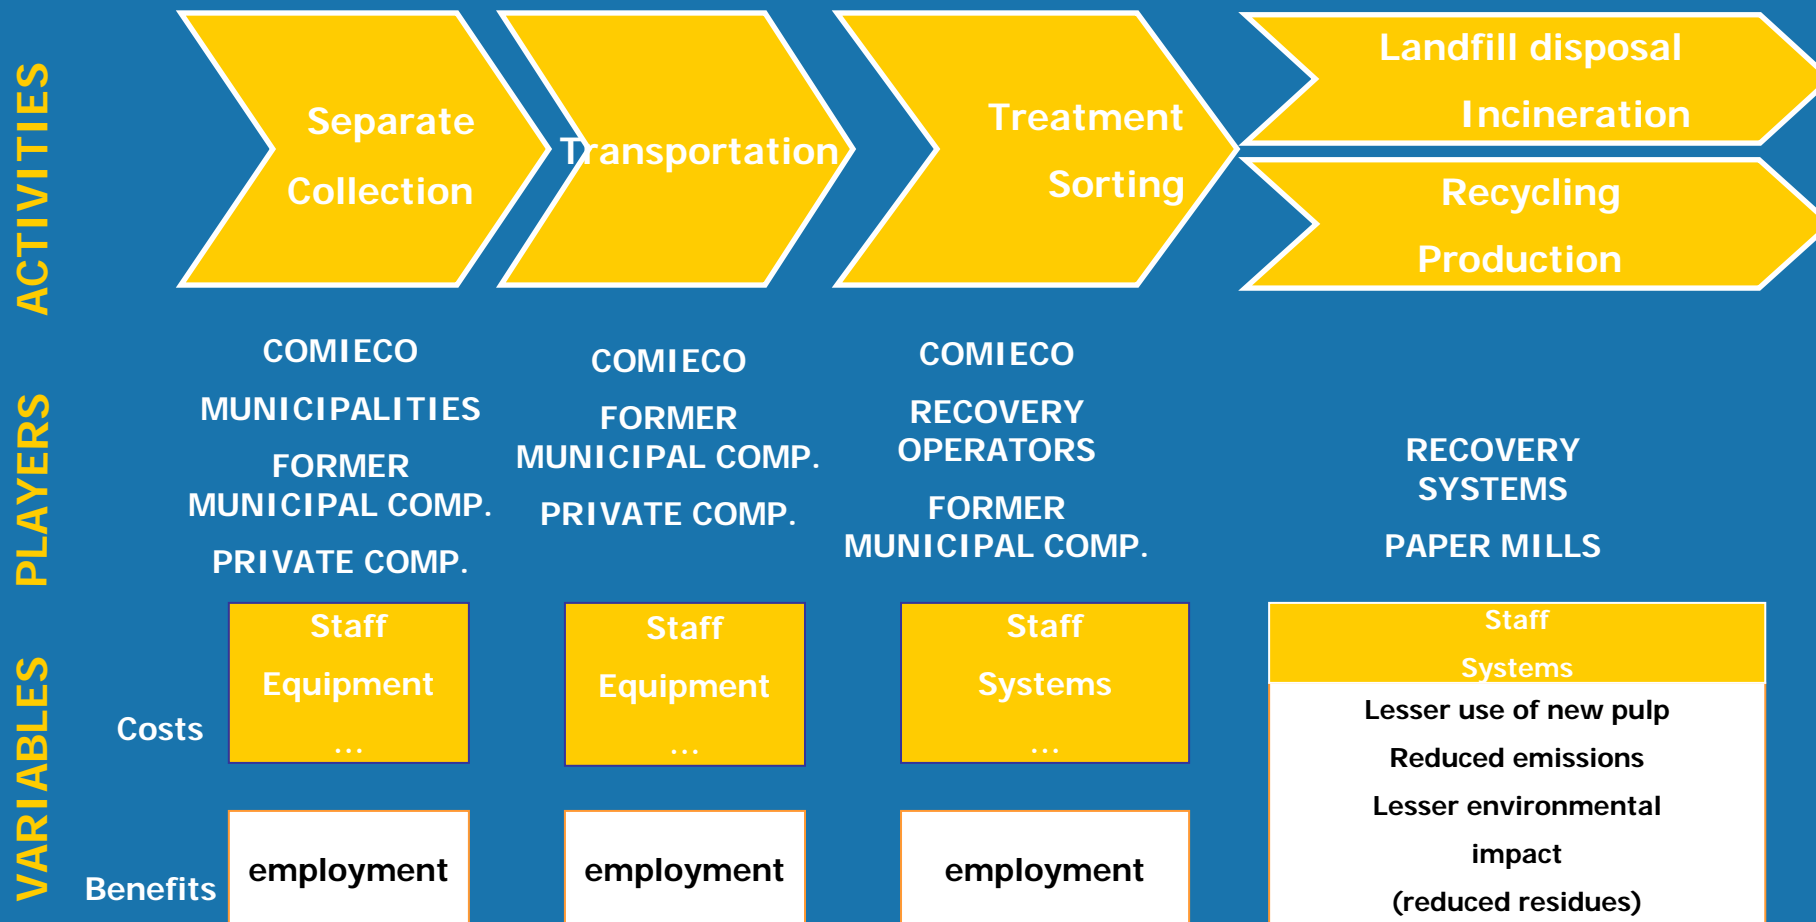 ACTIVITIES
Separate
Collection
Transportation
Treatment
Sorting
Landfill disposal
Incineration
Recycling
Production
PLAYERS
COMIECO
MUNICIPALITIES
FORMER
MUNICIPAL COMP.
PRIVATE COMP.
COMIECO
FORMER
MUNICIPAL COMP.
PRIVATE COMP.
COMIECO
RECOVERY
OPERATORS
FORMER
MUNICIPAL COMP.
RECOVERY
SYSTEMS
PAPER MILLS
VARIABLES
Costs
Staff
Equipment
...
Staff
Equipment
...
Staff
Systems
...
Staff
Systems
Benefits
employment
employment
employment
Lesser use of new pulp
Reduced emissions
Lesser environmental
impact
(reduced residues)